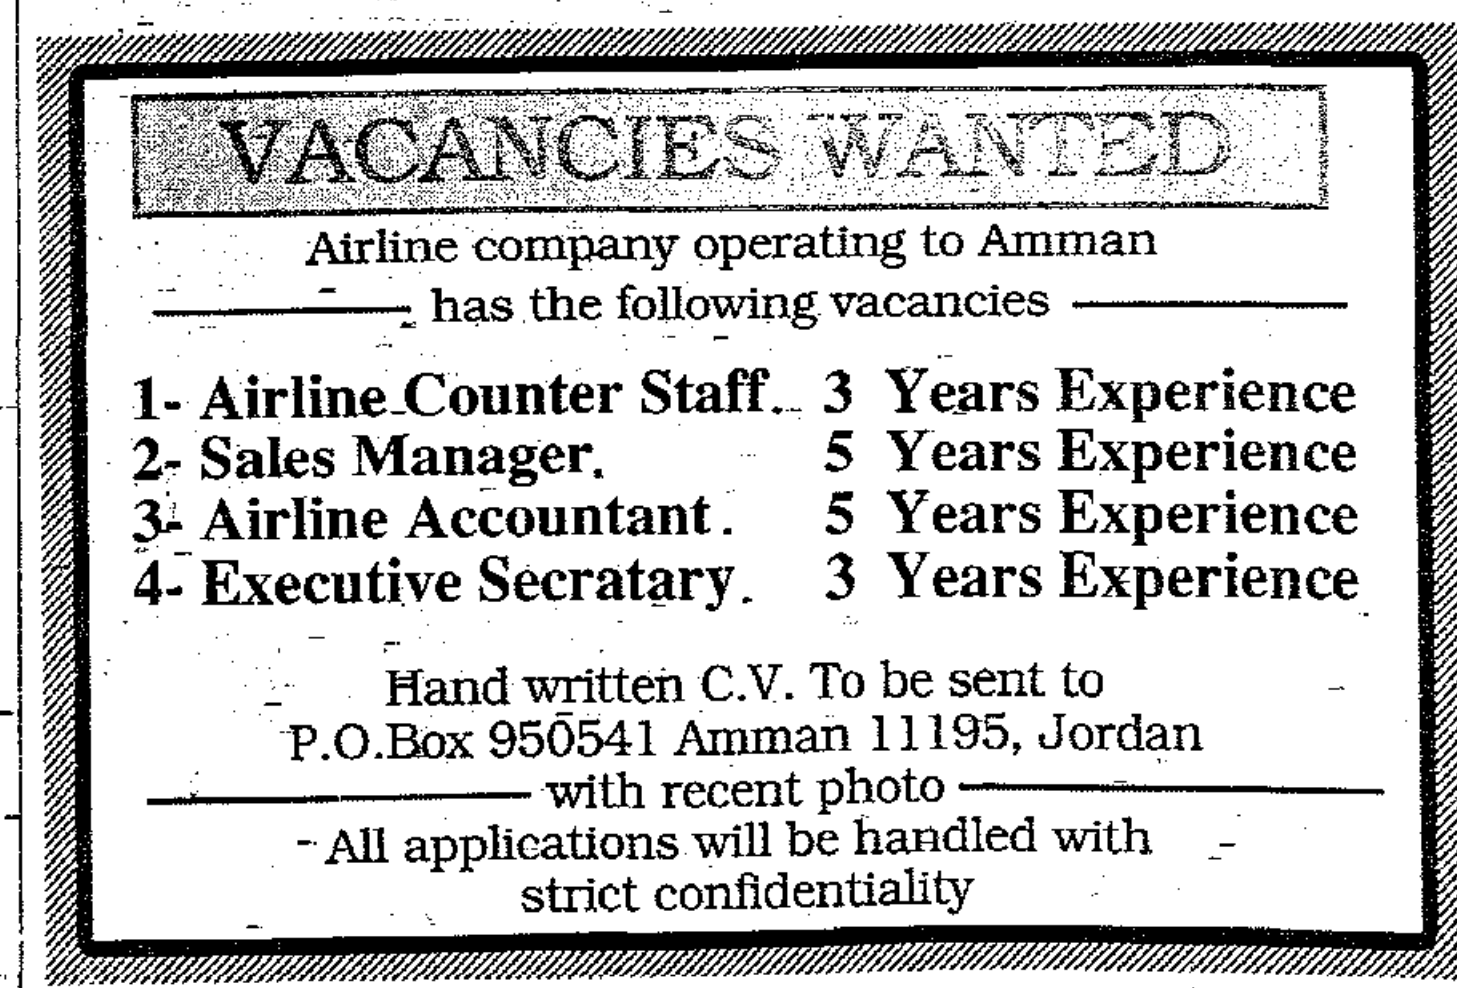 VACANCIES WANTED
Airline company operating to Amman
has the following vacancies
1- Airline Counter Staff. 3 Years Experience
2- Sales Manager. 5 Years Experience
3- Airline Accountant. 5 Years Experience
4- Executive Secratary. 3 Years Experience
Hand written C.V. To be sent to
P.O.Box 950541 Amman 11195, Jordan
with recent photo
All applications will be handled with
strict confidentiality